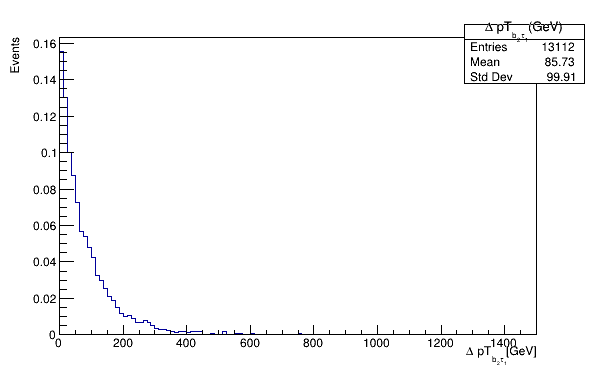 Δ pT_{b₂τ₁}(GeV)
Entries 13112
Mean 85.73
Std Dev 99.91
Events
0.16
0.14
0.12
0.1
0.08
0.06
0.04
0.02
0
0 200 400 600 800 1000 1200 1400
Δ pT_{b₂τ₁}[GeV]